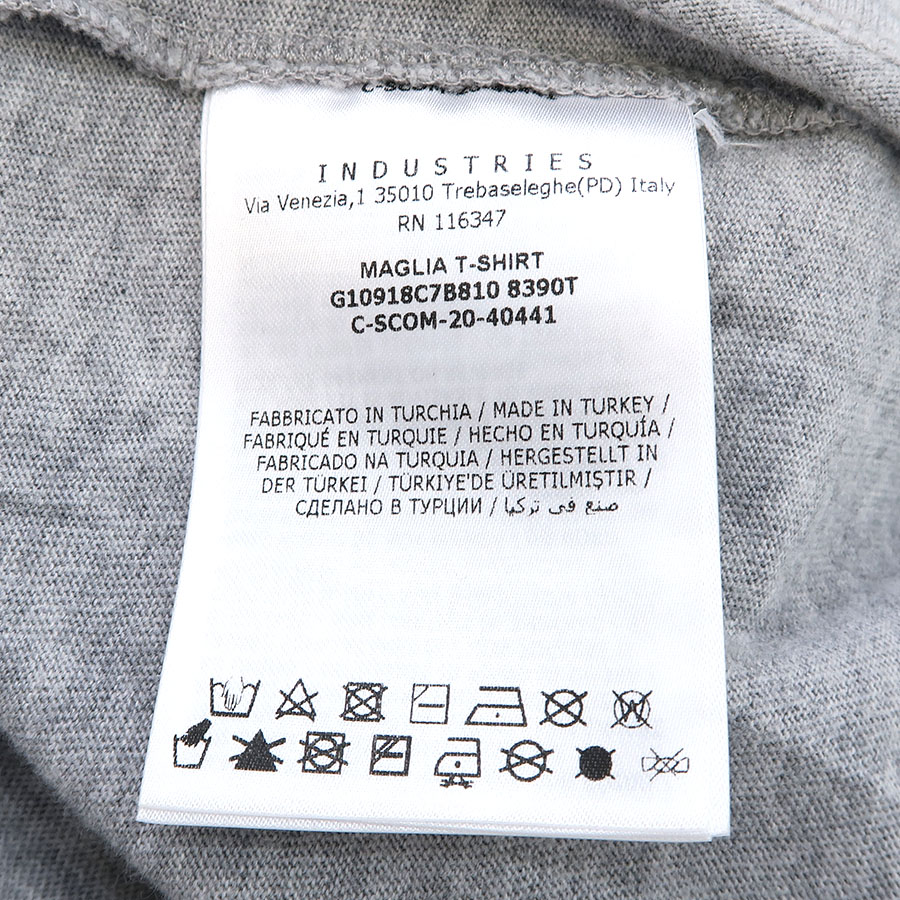 INDUSTRIES
Via Venezia,1 35010 Trebaseleghe(PD) Italy
RN 116347
MAGLIA T-SHIRT
G10918C7B810 8390T
C-SCOM-20-40441
FABBRICATO IN TURCHIA / MADE IN TURKEY /
FABRIQUÉ EN TURQUIE / HECHO EN TURQUÍA /
FABRICADO NA TURQUIA / HERGESTELLT IN
DER TÜRKEI / TÜRKIYE'DE ÜRETILMIŞTIR /
СДЕЛАНО В ТУРЦИИ / صنع في تركيا